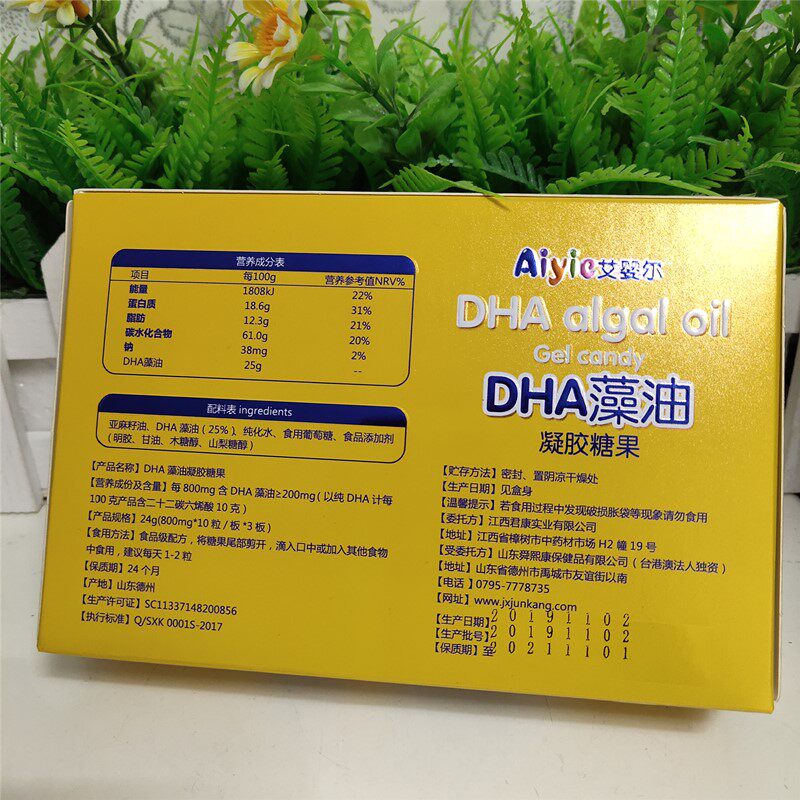 营养成分表
项目 每100g 营养参考值NRV%
能量 1808kJ 22%
蛋白质 18.6g 31%
脂肪 12.3g 21%
碳水化合物 61.0g 20%
钠 38mg 2%
DHA藻油 25g --
配料表 ingredients
亚麻籽油、DHA 藻油（25%）、纯化水、食用葡萄糖、食品添加剂
（明胶、甘油、木糖醇、山梨糖醇）
【产品名称】DHA 藻油凝胶糖果
【营养成份及含量】每 800mg 含 DHA 藻油≥200mg（以纯 DHA 计每
100 克产品含二十二碳六烯酸 10 克）
【产品规格】24g(800mg*10 粒 / 板 *3 板）
【食用方法】食品级配方，将糖果尾部剪开，滴入口中或加入其他食物
中食用，建议每天 1-2 粒
【保质期】24 个月
【产地】山东德州
【生产许可证】SC11337148200856
【执行标准】Q/SXK 0001S-2017
Aiyie艾婴尔
DHA algal oil
Gel candy
DHA藻油
凝胶糖果
【贮存方法】密封、置阴凉干燥处
【生产日期】见盒身
【温馨提示】若食用过程中发现破损胀袋等现象请勿食用
【委托方】江西君康实业有限公司
【地址】江西省樟树市中药材市场 H2 幢 19 号
【受委托方】山东舜熙康保健品有限公司（台港澳法人独资）
【地址】山东省德州市禹城市友谊街以南
【电话】0795-7778735
【网址】www.jxjunkang.com
【生产日期】20191102
【生产批号】20191102
【保质期】至 20211101